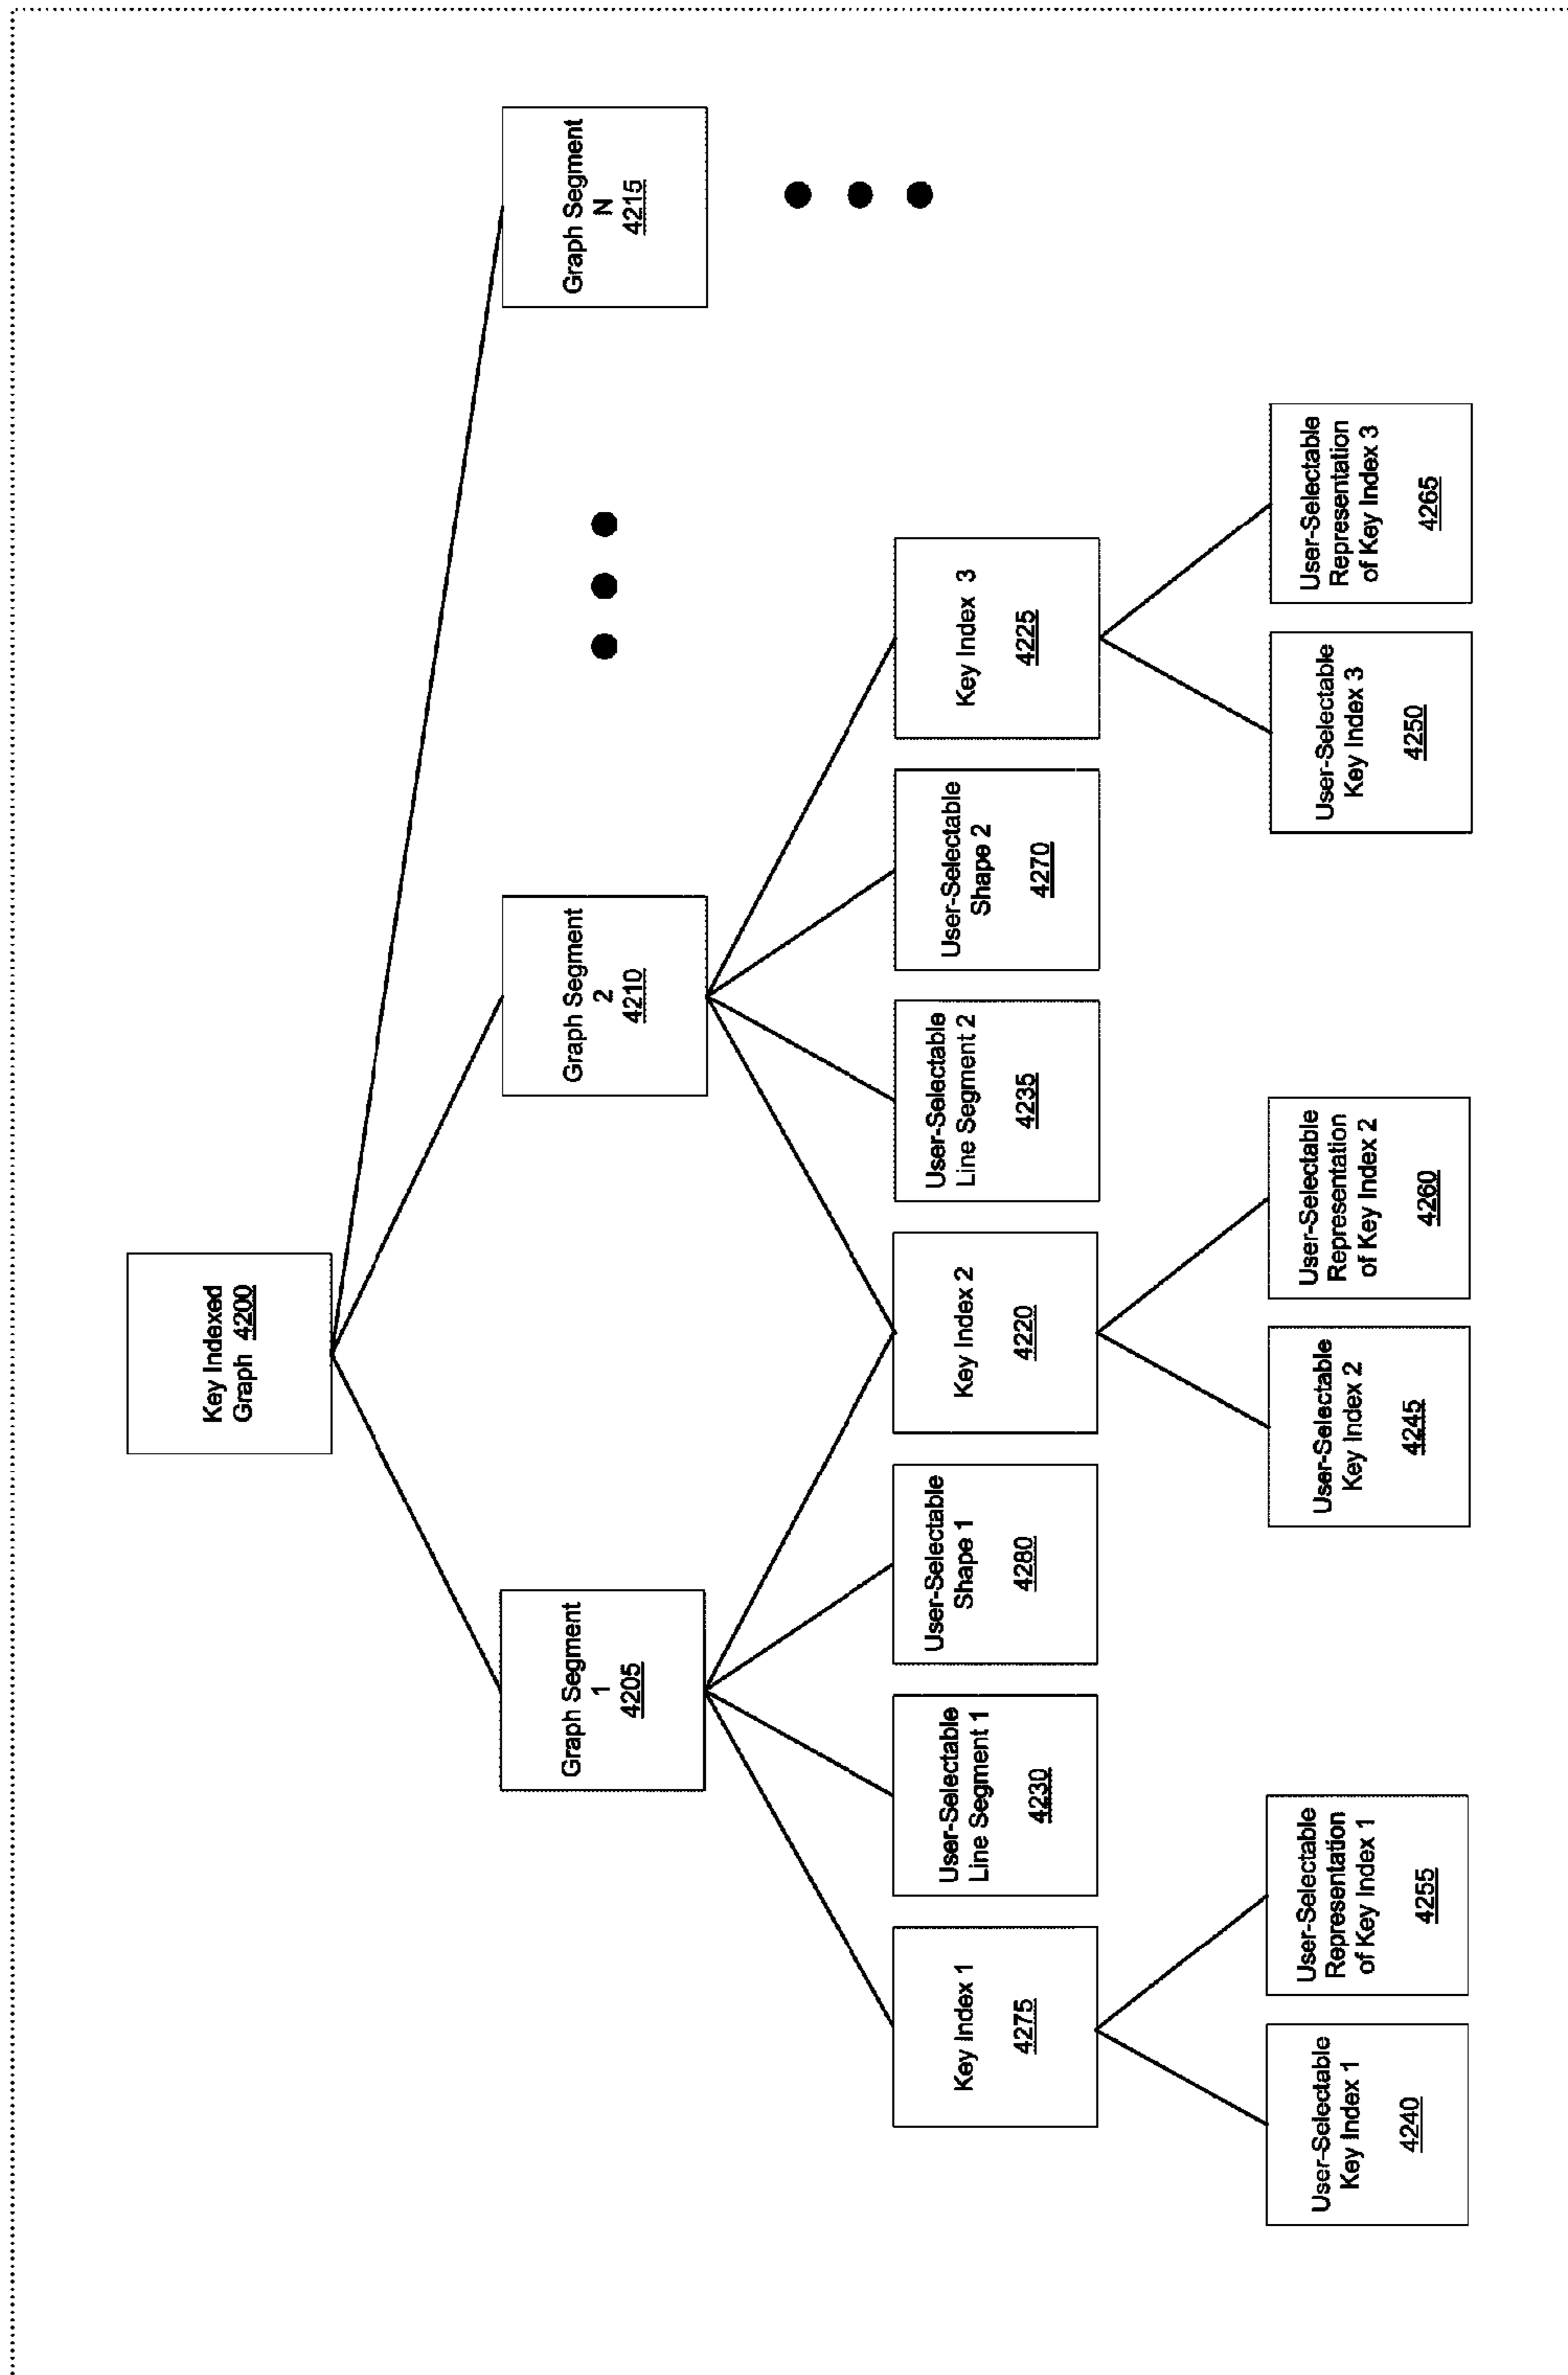 Key Indexed
Graph 4200
Graph Segment
1
4205
Graph Segment
2
4210
Graph Segment
N
4215
Key Index 1
4275
User-Selectable
Line Segment 1
4230
User-Selectable
Shape 1
4280
Key Index 2
4220
User-Selectable
Line Segment 2
4235
User-Selectable
Shape 2
4270
Key Index 3
4225
User-Selectable
Key Index 1
4240
User-Selectable
Representation
of Key Index 1
4255
User-Selectable
Key Index 2
4245
User-Selectable
Representation
of Key Index 2
4260
User-Selectable
Key Index 3
4250
User-Selectable
Representation
of Key Index 3
4265